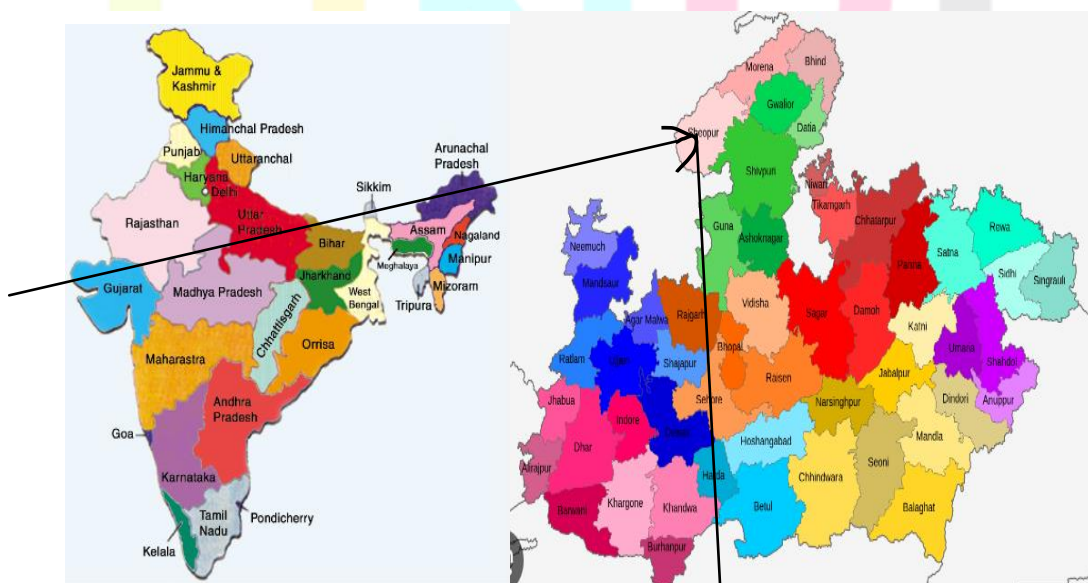 Jammu &
Kashmir
Himanchal Pradesh
Punjab
Uttaranchal
Haryana
Delhi
Rajasthan
Uttar
Pradesh
Sikkim
Arunachal
Pradesh
Assam
Nagaland
Bihar
Meghalaya
Manipur
Jharkhand
Gujarat
Madhya Pradesh
West
Bengal
Tripura
Mizoram
Chhattisgarh
Maharastra
Orrisa
Andhra
Pradesh
Goa
Karnataka
Tamil
Nadu
Pondicherry
Kelala
Morena
Bhind
Gwalior
Sheopur
Datia
Shivpuri
Niwari
Tikamgarh
Chhatarpur
Rewa
Guna
Ashoknagar
Panna
Satna
Sidhi
Singrauli
Neemuch
Mandsaur
Rajgarh
Vidisha
Sagar
Damoh
Agar Malwa
Katni
Umaria
Shahdol
Ratlam
Ujjain
Shajapur
Bhopal
Raisen
Jabalpur
Anuppur
Dindori
Jhabua
Sehore
Narsinghpur
Indore
Dewas
Hoshangabad
Mandla
Dhar
Alirajpur
Harda
Seoni
Chhindwara
Barwani
Khargone
Khandwa
Betul
Balaghat
Burhanpur